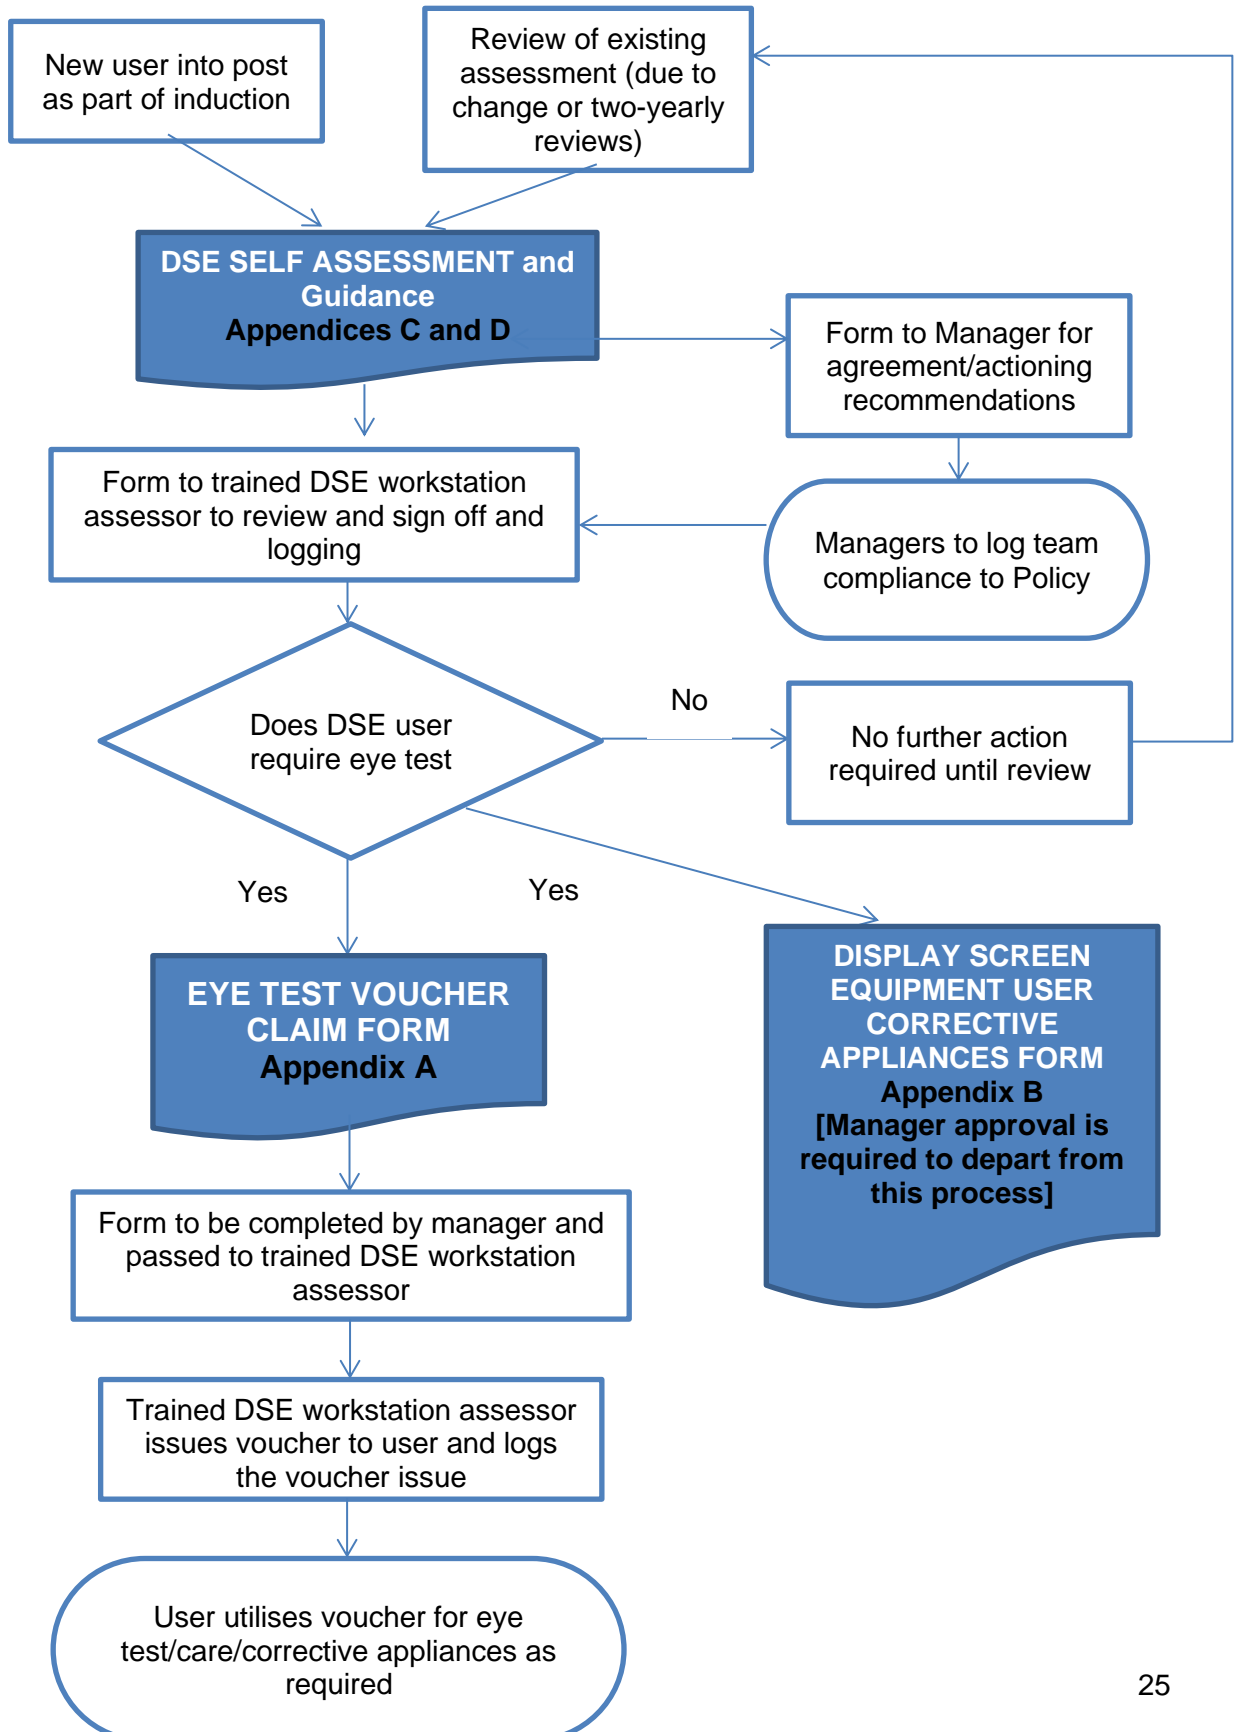 New user into post
as part of induction
Review of existing
assessment (due to
change or two-yearly
reviews)
DSE SELF ASSESSMENT and
Guidance
Appendices C and D
Form to Manager for
agreement/actioning
recommendations
Form to trained DSE workstation
assessor to review and sign off and
logging
Managers to log team
compliance to Policy
Does DSE user
require eye test
No
No further action
required until review
Yes
Yes
EYE TEST VOUCHER
CLAIM FORM
Appendix A
DISPLAY SCREEN
EQUIPMENT USER
CORRECTIVE
APPLIANCES FORM
Appendix B
[Manager approval is
required to depart from
this process]
Form to be completed by manager and
passed to trained DSE workstation
assessor
Trained DSE workstation assessor
issues voucher to user and logs
the voucher issue
User utilises voucher for eye
test/care/corrective appliances as
required
25